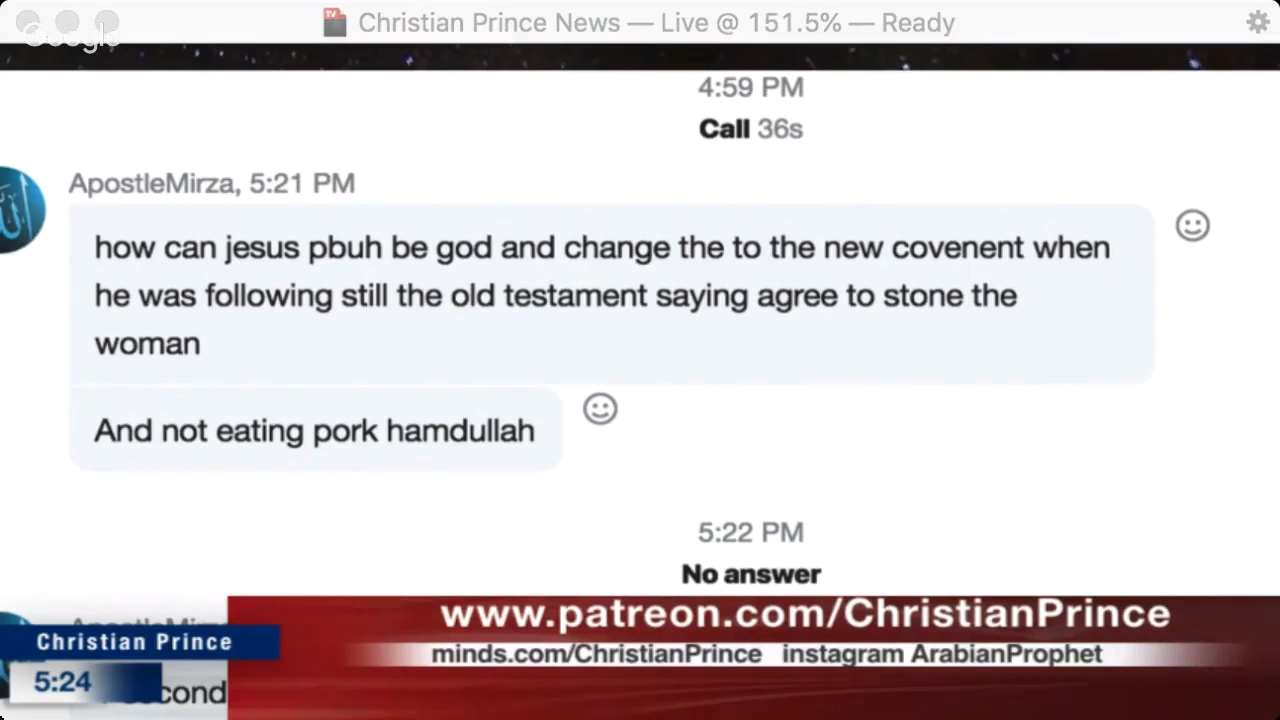 Christian Prince News — Live @ 151.5% — Ready
Google
4:59 PM
Call 36s
ApostleMirza, 5:21 PM
how can jesus pbuh be god and change the to the new covenent when
he was following still the old testament saying agree to stone the
woman
And not eating pork hamdullah
5:22 PM
No answer
www.patreon.com/ChristianPrince
Christian Prince
minds.com/ChristianPrince instagram ArabianProphet
5:24